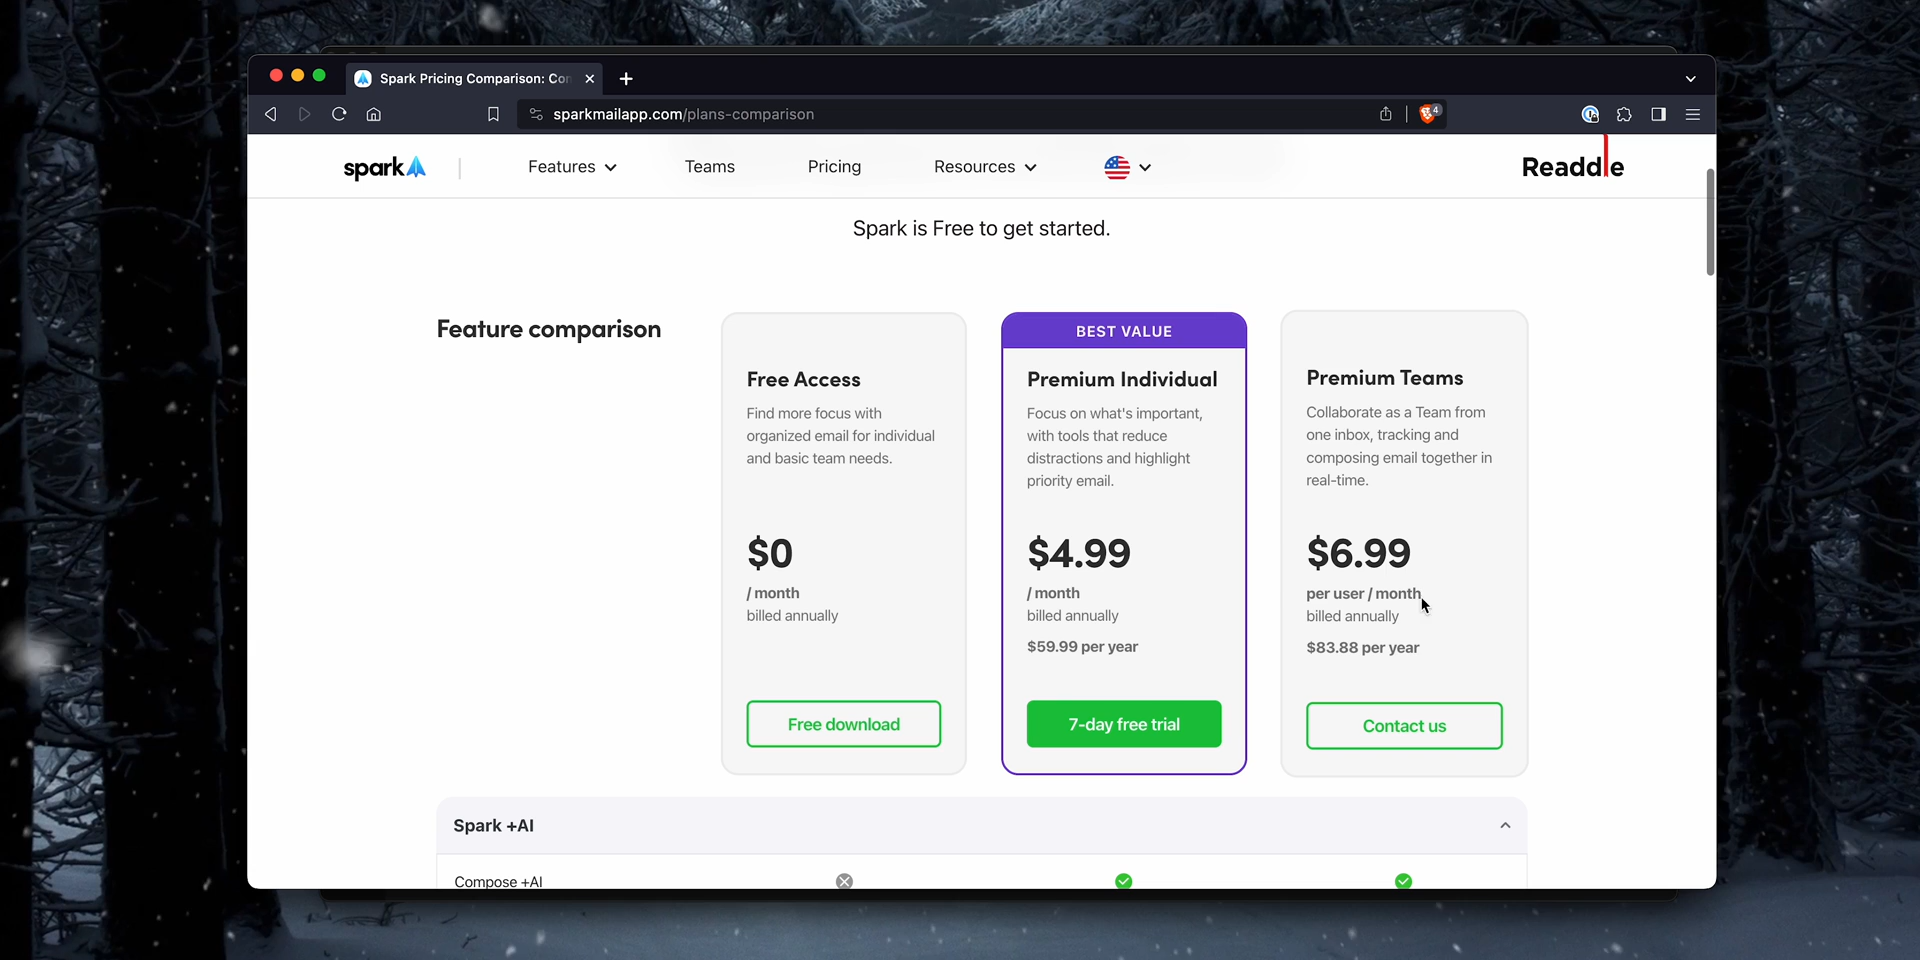 Spark Pricing Comparison: Con
sparkmailapp.com/plans-comparison
4
spark
Features
Teams
Pricing
Resources
Readdle
Spark is Free to get started.
Feature comparison
Free Access
Find more focus with
organized email for individual
and basic team needs.
$0
/ month
billed annually
Free download
BEST VALUE
Premium Individual
Focus on what's important,
with tools that reduce
distractions and highlight
priority email.
$4.99
/ month
billed annually
$59.99 per year
7-day free trial
Premium Teams
Collaborate as a Team from
one inbox, tracking and
composing email together in
real-time.
$6.99
per user / month
billed annually
$83.88 per year
Contact us
Spark +AI
Compose +AI